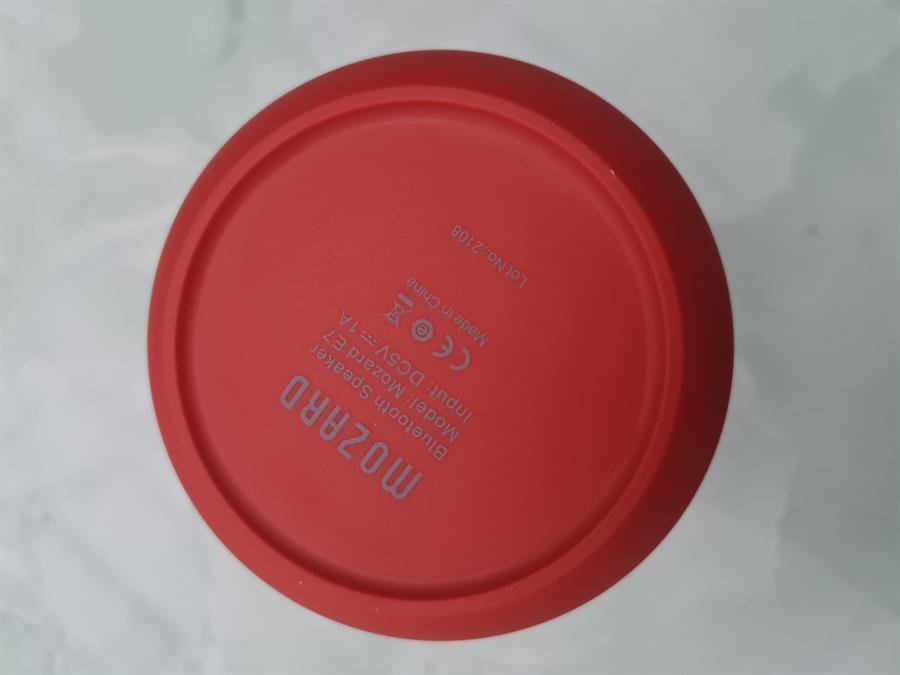 MOZARD
Bluetooth Speaker
Model: Mozard E7
Input: DC5V⎓1A
CE
Made in China
Lot No.:2108